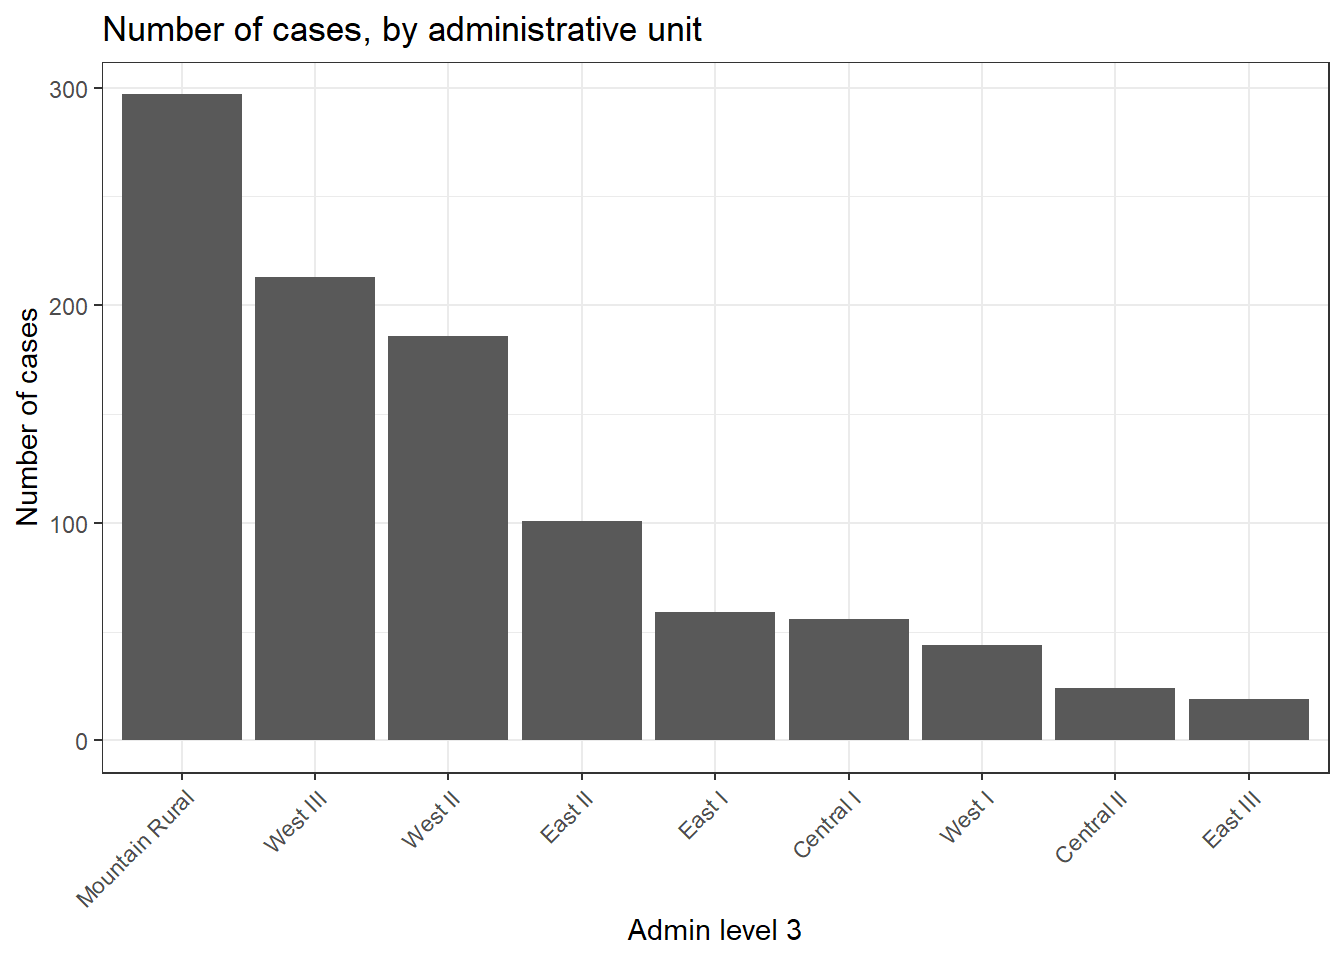 Number of cases, by administrative unit
Number of cases
300
200
100
0
Mountain Rural
West III
West II
East II
East I
Central I
West I
Central II
East III
Admin level 3